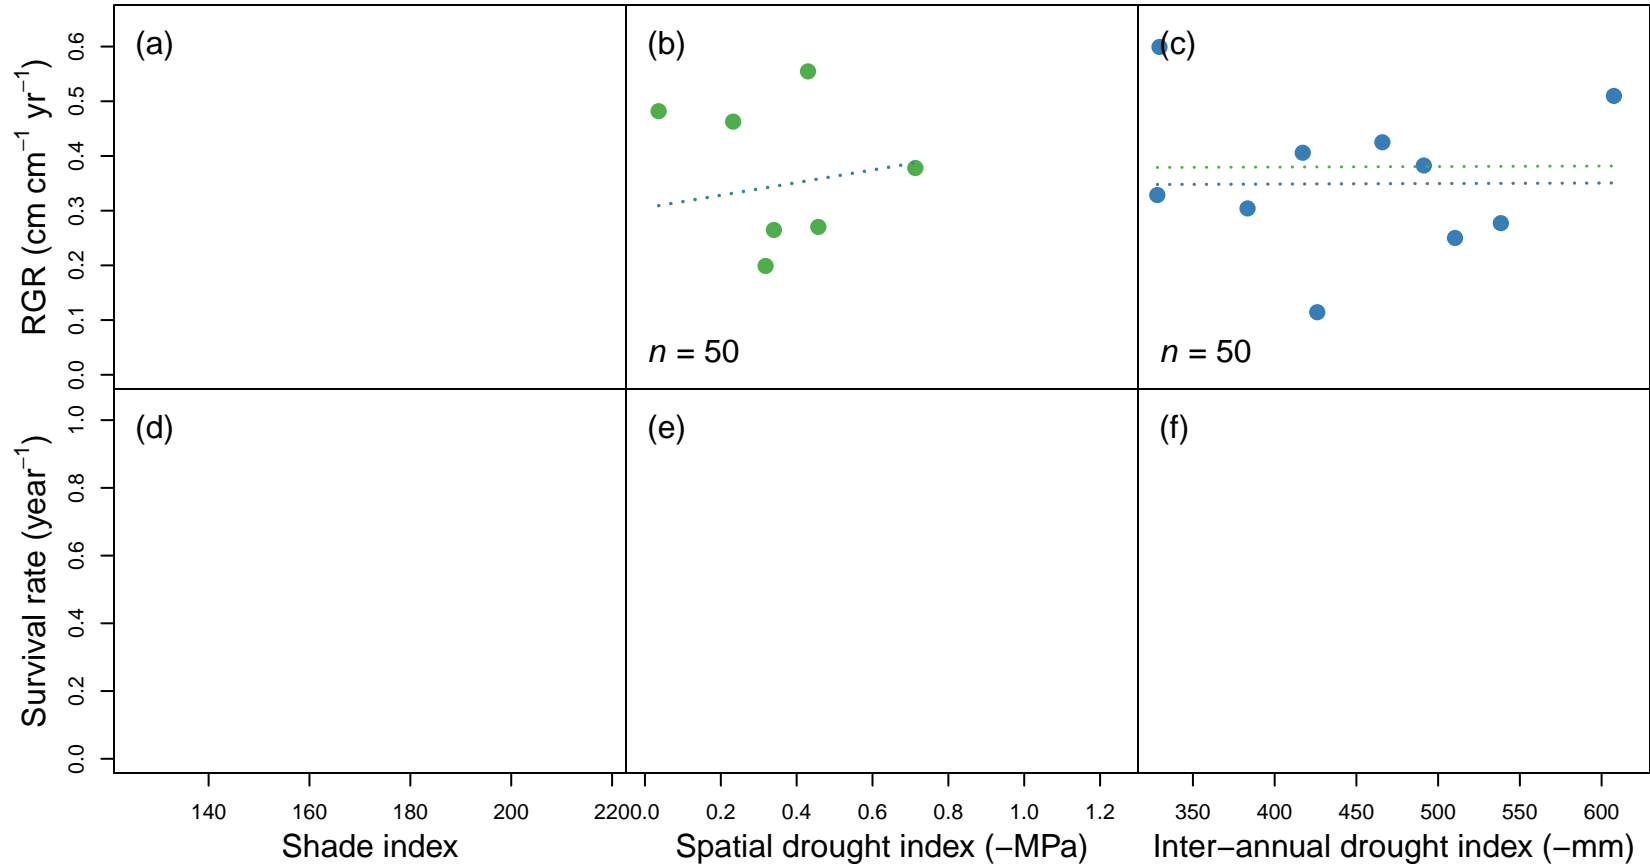 (a)
(b)
(c)
RGR (cm cm⁻¹ yr⁻¹)
0.6
0.5
0.4
0.3
0.2
0.1
0.0
n = 50
n = 50
(d)
(e)
(f)
Survival rate (year⁻¹)
1.0
0.8
0.6
0.4
0.2
0.0
140 160 180 200 220
0.0 0.2 0.4 0.6 0.8 1.0 1.2
350 400 450 500 550 600
Shade index
Spatial drought index (−MPa)
Inter−annual drought index (−mm)